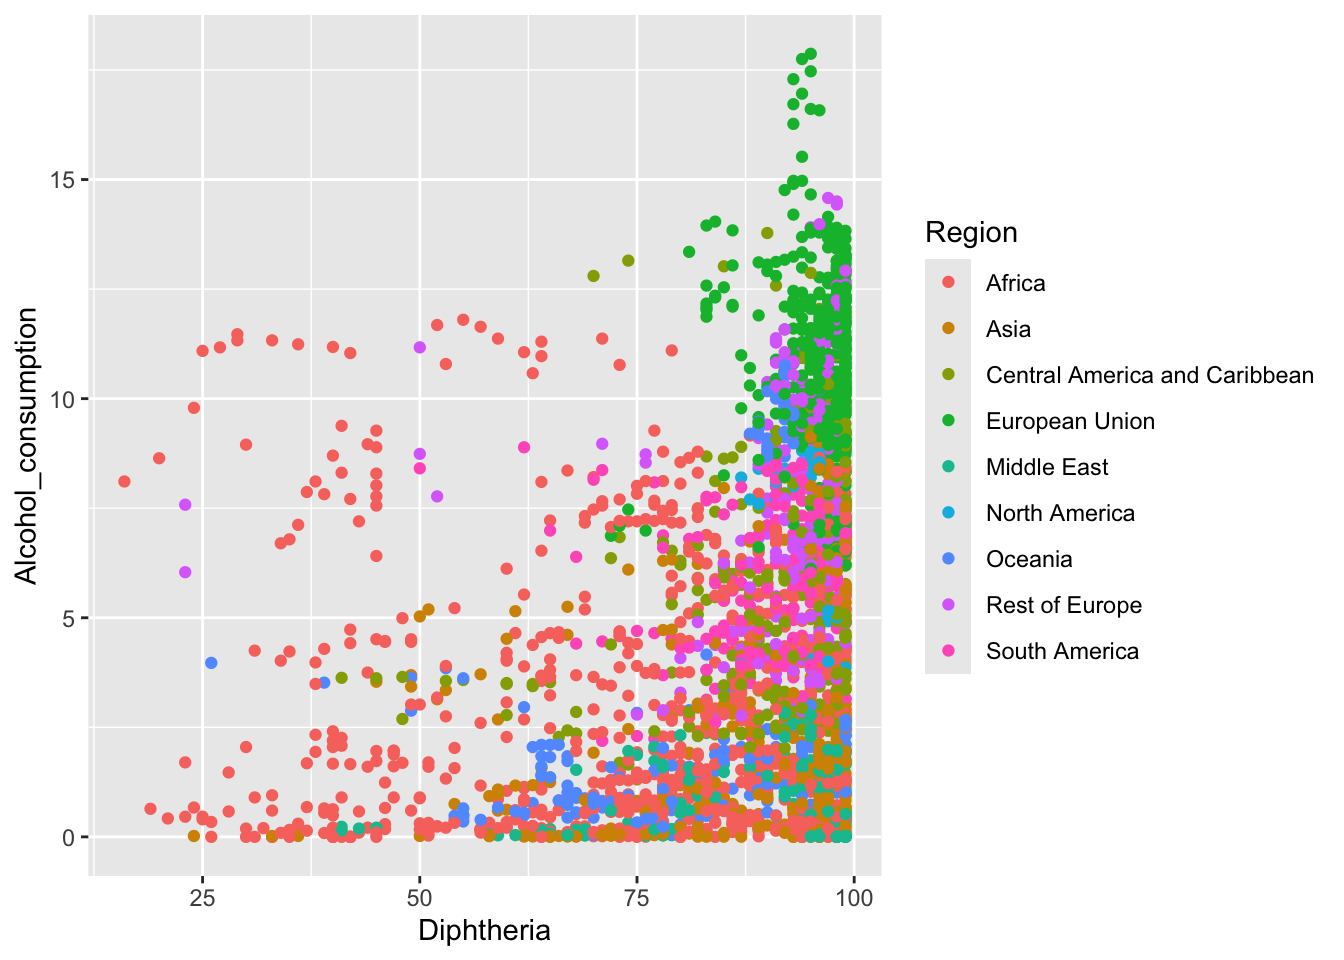 15
10
5
0
Alcohol_consumption
25 50 75 100
Diphtheria
Region
Africa
Asia
Central America and Caribbean
European Union
Middle East
North America
Oceania
Rest of Europe
South America